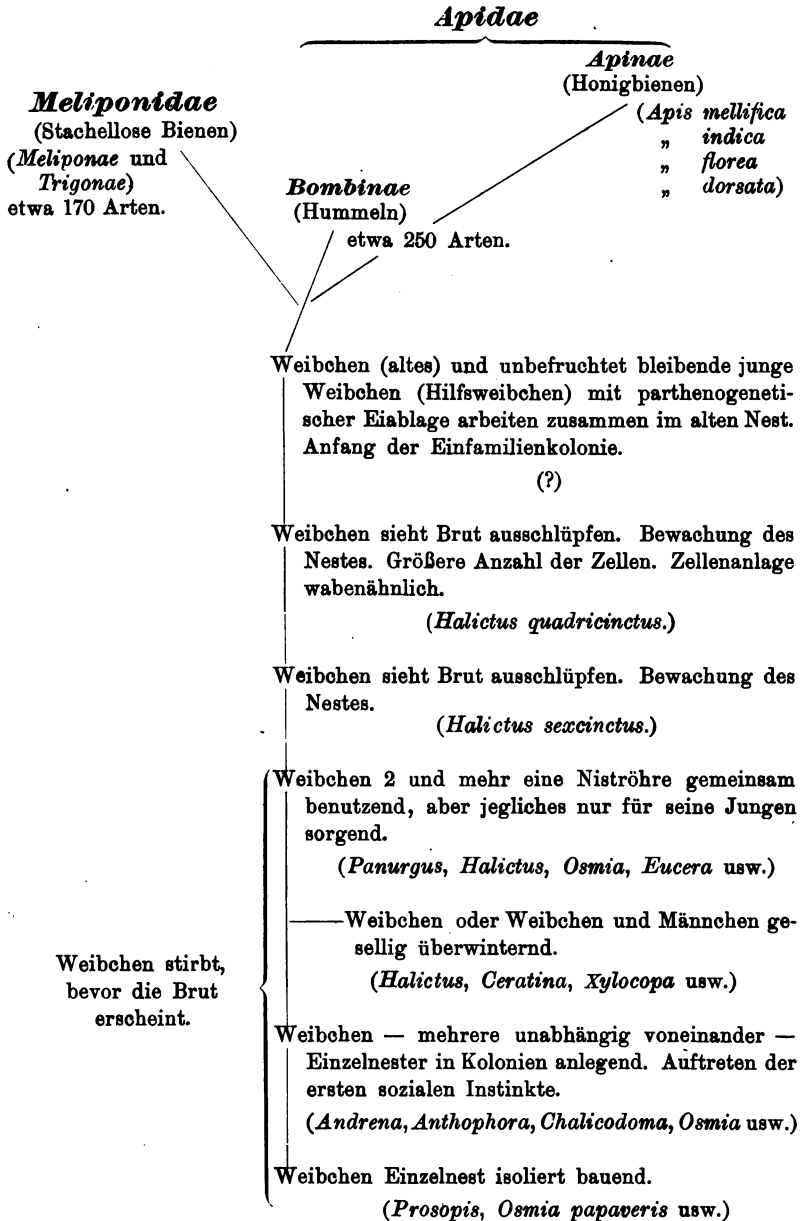 Apidae
Apinae
(Honigbienen)
(Apis mellifica
„ indica
„ florea
„ dorsata)
Meliponidae
(Stachellose Bienen)
(Meliponae und
Trigonae)
etwa 170 Arten.
Bombinae
(Hummeln)
etwa 250 Arten.
Weibchen (altes) und unbefruchtet bleibende junge
Weibchen (Hilfsweibchen) mit parthenogeneti-
scher Eiablage arbeiten zusammen im alten Nest.
Anfang der Einfamilienkolonie.
(?)
Weibchen sieht Brut ausschlüpfen. Bewachung des
Nestes. Größere Anzahl der Zellen. Zellenanlage
wabenähnlich.
(Halictus quadricinctus.)
Weibchen sieht Brut ausschlüpfen. Bewachung des
Nestes.
(Halictus sexcinctus.)
Weibchen 2 und mehr eine Niströhre gemeinsam
benutzend, aber jegliches nur für seine Jungen
sorgend.
(Panurgus, Halictus, Osmia, Eucera usw.)
Weibchen oder Weibchen und Männchen ge-
sellig überwinternd.
(Halictus, Ceratina, Xylocopa usw.)
Weibchen stirbt,
bevor die Brut
erscheint.
Weibchen — mehrere unabhängig voneinander —
Einzelnester in Kolonien anlegend. Auftreten der
ersten sozialen Instinkte.
(Andrena, Anthophora, Chalicodoma, Osmia usw.)
Weibchen Einzelnest isoliert bauend.
(Prosopis, Osmia papaveris usw.)